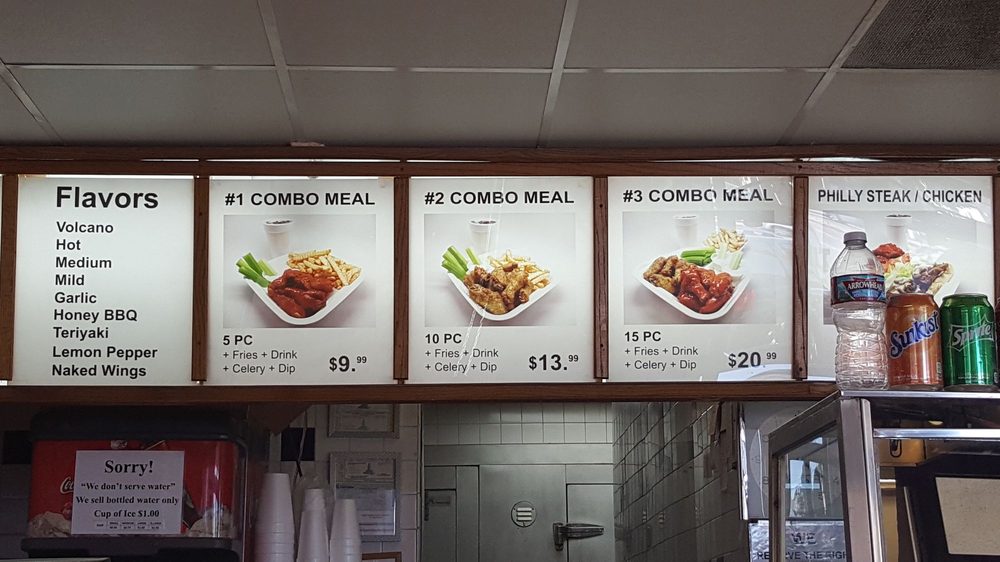 Flavors
Volcano
Hot
Medium
Mild
Garlic
Honey BBQ
Teriyaki
Lemon Pepper
Naked Wings
#1 COMBO MEAL
5 PC
+ Fries + Drink
+ Celery + Dip
$9.99
#2 COMBO MEAL
10 PC
+ Fries + Drink
+ Celery + Dip
$13.99
#3 COMBO MEAL
15 PC
+ Fries + Drink
+ Celery + Dip
$20.99
PHILLY STEAK / CHICKEN
ARROWHEAD
Sunkist
Sprite
Sorry!
"We don't serve water"
We sell bottled water only
Cup of Ice $1.00
WE